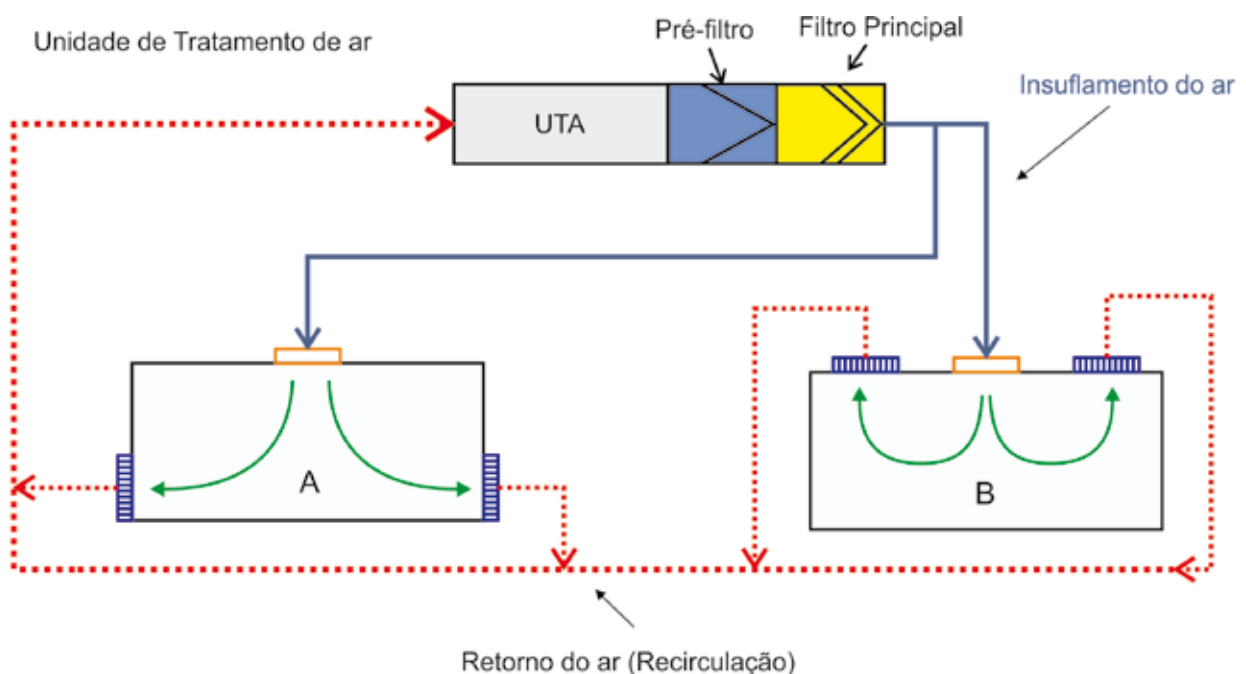 Unidade de Tratamento de ar
Pré-filtro
Filtro Principal
Insuflamento do ar
UTA
A
B
Retorno do ar (Recirculação)